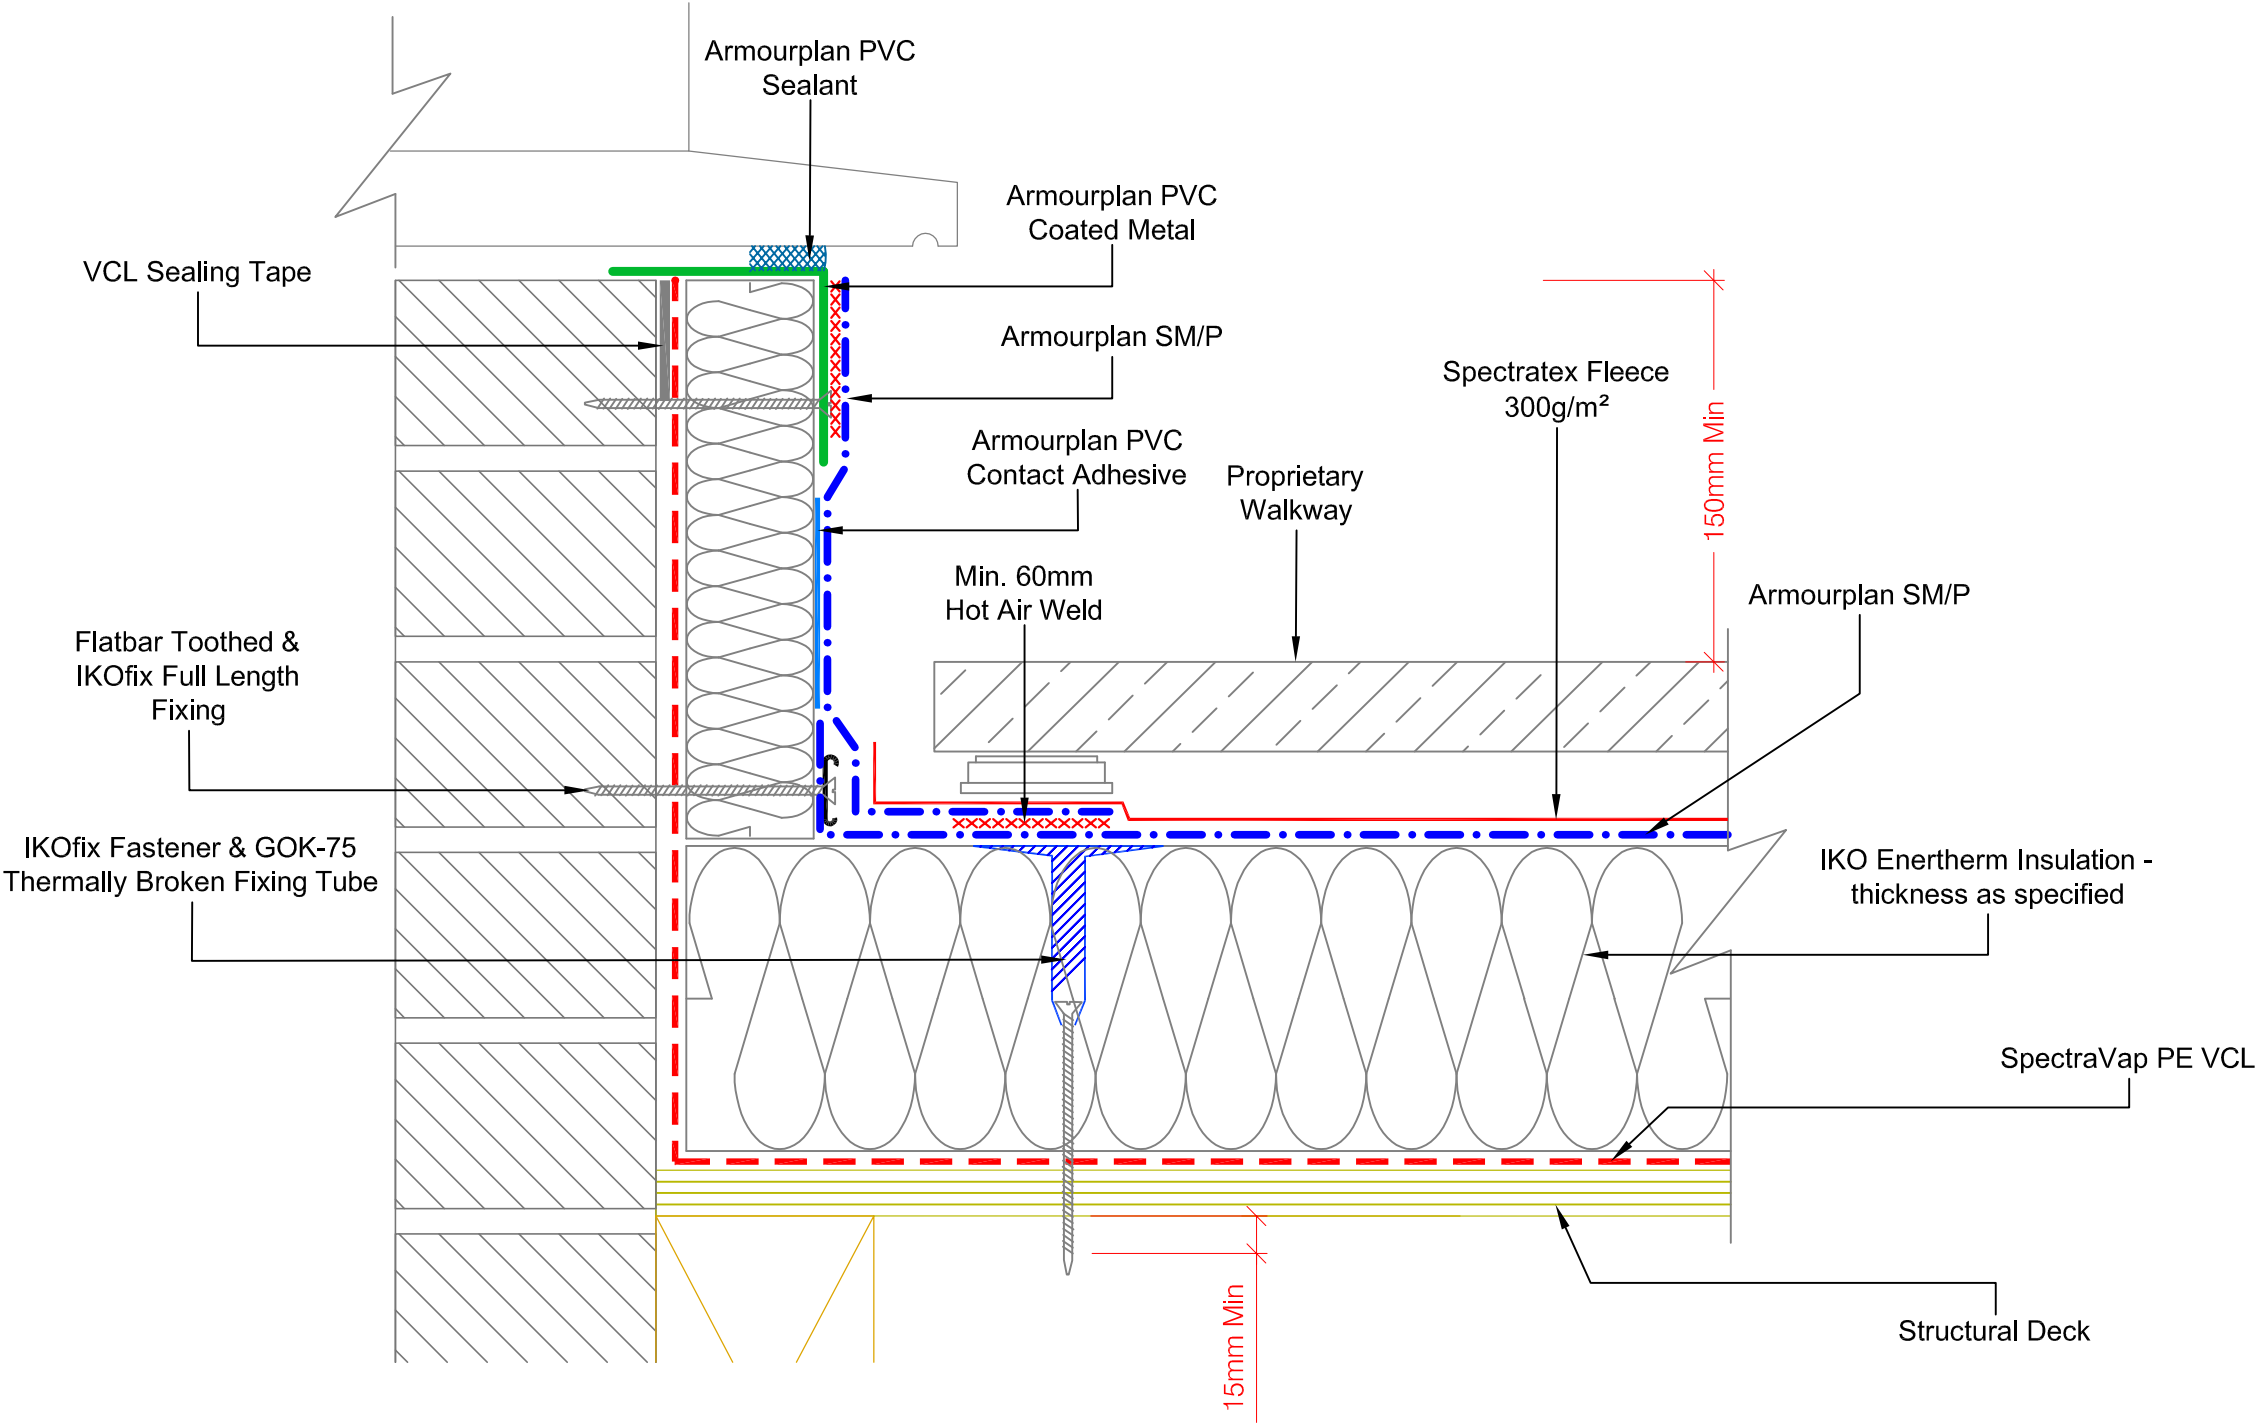 Armourplan PVC
Sealant
Armourplan PVC
Coated Metal
VCL Sealing Tape
Armourplan SM/P
Spectratex Fleece
300g/m²
150mm Min
Armourplan PVC
Contact Adhesive
Proprietary
Walkway
Min. 60mm
Hot Air Weld
Armourplan SM/P
Flatbar Toothed &
IKOfix Full Length
Fixing
IKOfix Fastener & GOK-75
Thermally Broken Fixing Tube
IKO Enertherm Insulation -
thickness as specified
SpectraVap PE VCL
15mm Min
Structural Deck